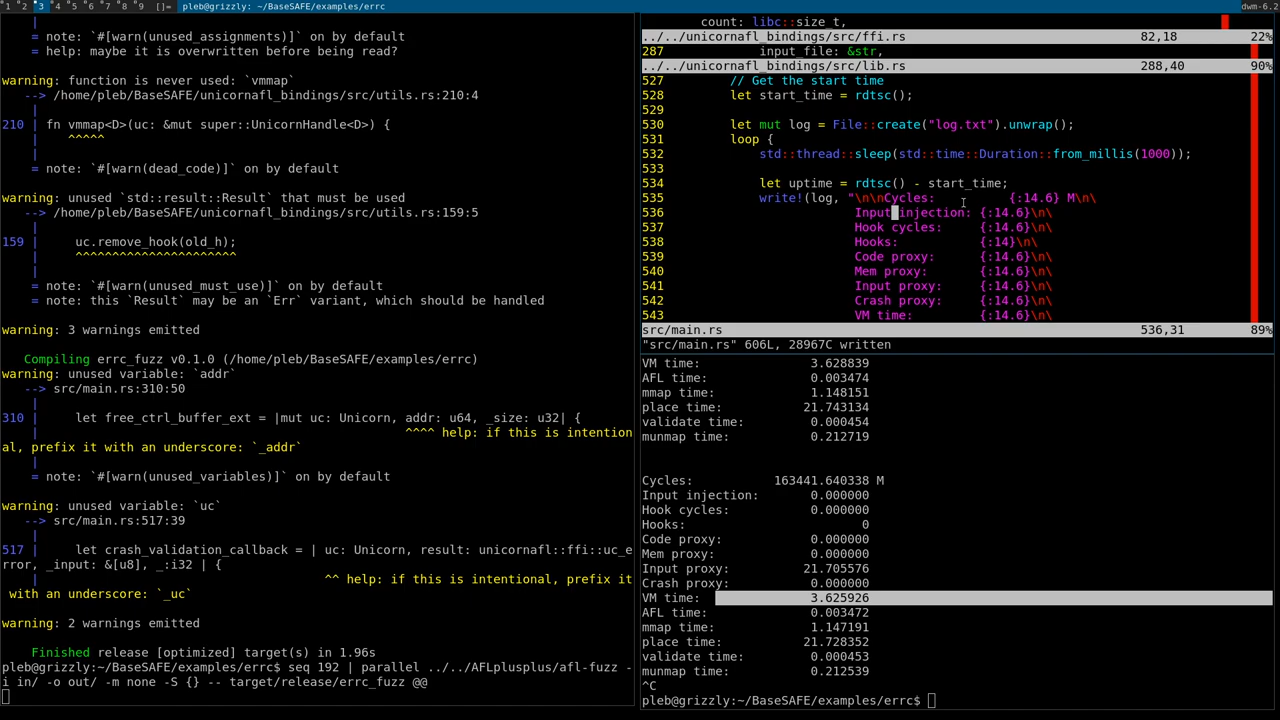 1 2 3 4 5 6 7 8 9 []= pleb@grizzly: ~/BaseSAFE/examples/errc dwm-6.2
|
= note: `#[warn(unused_assignments)]` on by default
= help: maybe it is overwritten before being read?
warning: function is never used: `vmmap`
--> /home/pleb/BaseSAFE/unicornafl_bindings/src/utils.rs:210:4
|
210 | fn vmmap<D>(uc: &mut super::UnicornHandle<D>) {
| ^^^^^
|
= note: `#[warn(dead_code)]` on by default
warning: unused `std::result::Result` that must be used
--> /home/pleb/BaseSAFE/unicornafl_bindings/src/utils.rs:159:5
|
159 | uc.remove_hook(old_h);
| ^^^^^^^^^^^^^^^^^^^^^^
|
= note: `#[warn(unused_must_use)]` on by default
= note: this `Result` may be an `Err` variant, which should be handled
warning: 3 warnings emitted
Compiling errc_fuzz v0.1.0 (/home/pleb/BaseSAFE/examples/errc)
warning: unused variable: `addr`
--> src/main.rs:310:50
|
310 | let free_ctrl_buffer_ext = |mut uc: Unicorn, addr: u64, _size: u32| {
| ^^^^ help: if this is intention
al, prefix it with an underscore: `_addr`
|
= note: `#[warn(unused_variables)]` on by default
warning: unused variable: `uc`
--> src/main.rs:517:39
|
517 | let crash_validation_callback = | uc: Unicorn, result: unicornafl::ffi::uc_e
rror, _input: &[u8], _:i32 | {
| ^^ help: if this is intentional, prefix it
with an underscore: `_uc`
warning: 2 warnings emitted
Finished release [optimized] target(s) in 1.96s
pleb@grizzly:~/BaseSAFE/examples/errc$ seq 192 | parallel ../../AFLplusplus/afl-fuzz -
i in/ -o out/ -m none -S {} -- target/release/errc_fuzz @@
count: libc::size_t,
../../unicornafl_bindings/src/ffi.rs 82,18 22%
287 input_file: &str,
../../unicornafl_bindings/src/lib.rs 288,40 90%
527 // Get the start time
528 let start_time = rdtsc();
529
530 let mut log = File::create("log.txt").unwrap();
531 loop {
532 std::thread::sleep(std::time::Duration::from_millis(1000));
533
534 let uptime = rdtsc() - start_time;
535 write!(log, "\n\nCycles: {:14.6} M\n\
536 Input injection: {:14.6}\n\
537 Hook cycles: {:14.6}\n\
538 Hooks: {:14}\n\
539 Code proxy: {:14.6}\n\
540 Mem proxy: {:14.6}\n\
541 Input proxy: {:14.6}\n\
542 Crash proxy: {:14.6}\n\
543 VM time: {:14.6}\n\
src/main.rs 536,31 89%
"src/main.rs" 606L, 28967C written
VM time: 3.628839
AFL time: 0.003474
mmap time: 1.148151
place time: 21.743134
validate time: 0.000454
munmap time: 0.212719
Cycles: 163441.640338 M
Input injection: 0.000000
Hook cycles: 0.000000
Hooks: 0
Code proxy: 0.000000
Mem proxy: 0.000000
Input proxy: 21.705576
Crash proxy: 0.000000
VM time: 3.625926
AFL time: 0.003472
mmap time: 1.147191
place time: 21.728352
validate time: 0.000453
munmap time: 0.212539
^C
pleb@grizzly:~/BaseSAFE/examples/errc$